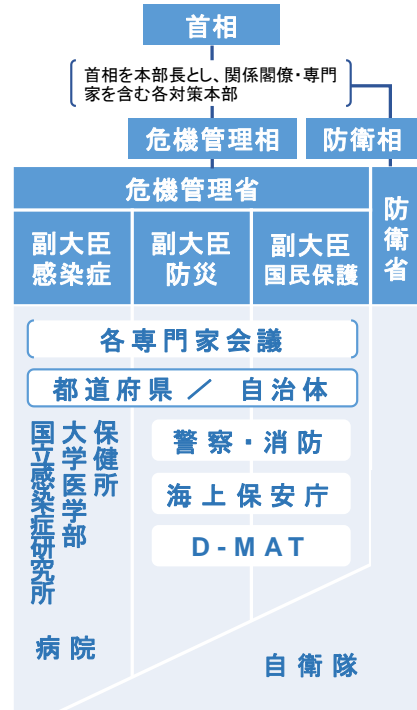 首相
首相を本部長とし、関係閣僚・専門
家を含む各対策本部
危機管理相
防衛相
危機管理省
防衛省
副大臣
感染症
副大臣
防災
副大臣
国民保護
各専門家会議
都道府県 ／ 自治体
保健所
大学医学部
国立感染症研究所
警察・消防
海上保安庁
D-MAT
病院
自衛隊